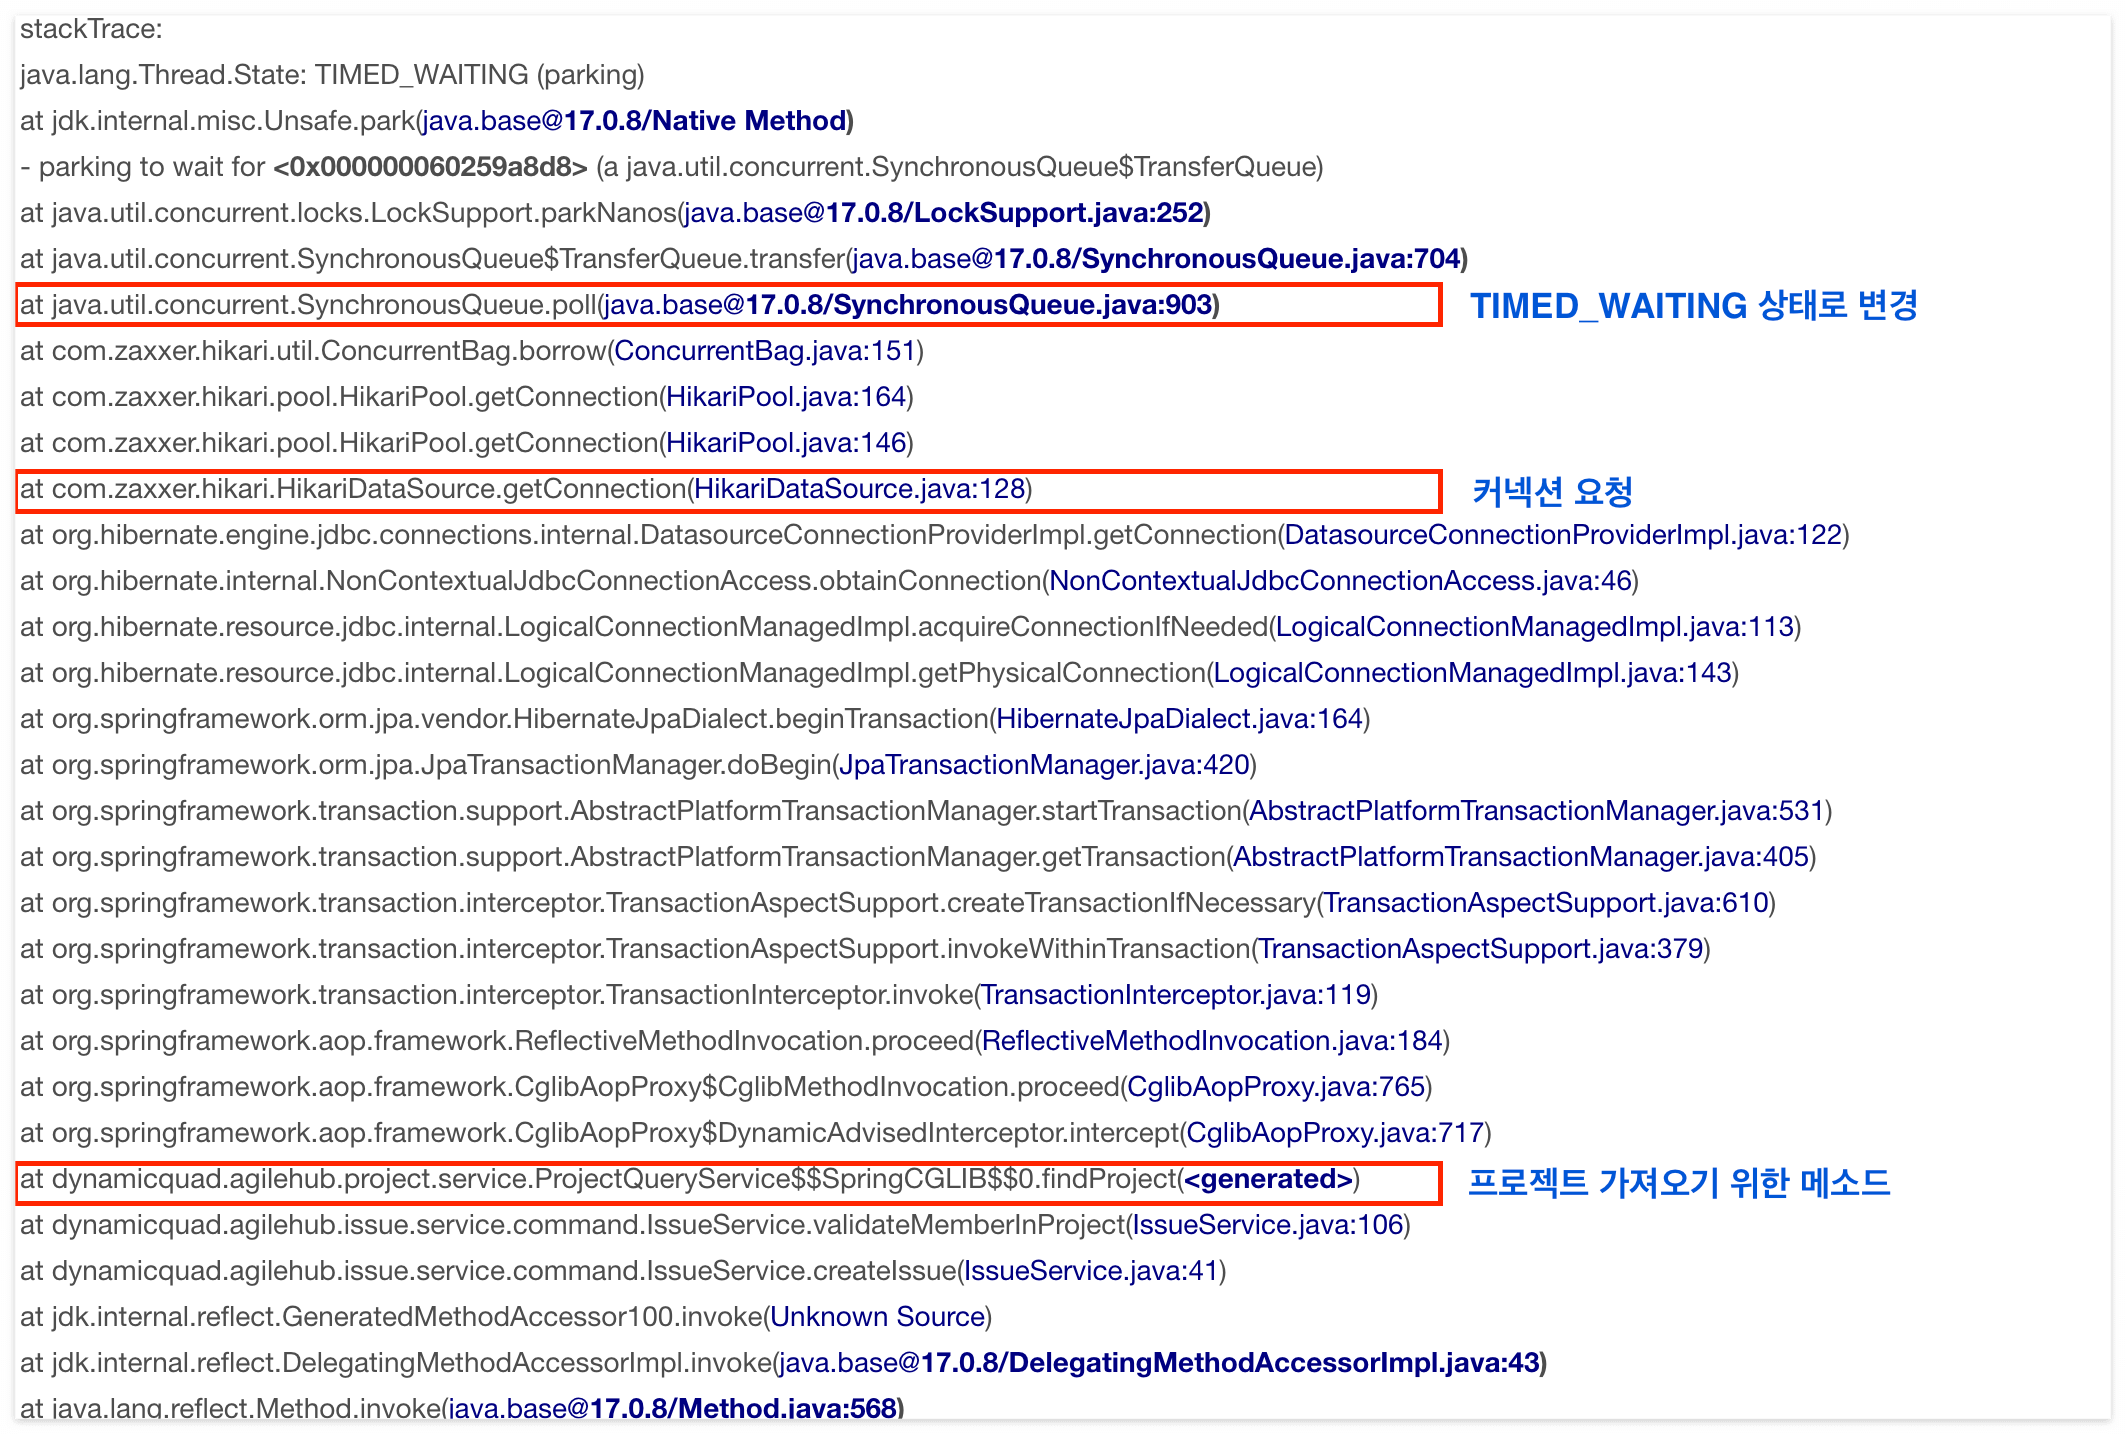 stackTrace:
java.lang.Thread.State: TIMED_WAITING (parking)
at jdk.internal.misc.Unsafe.park(java.base@17.0.8/Native Method)
- parking to wait for <0x000000060259a8d8> (a java.util.concurrent.SynchronousQueue$TransferQueue)
at java.util.concurrent.locks.LockSupport.parkNanos(java.base@17.0.8/LockSupport.java:252)
at java.util.concurrent.SynchronousQueue$TransferQueue.transfer(java.base@17.0.8/SynchronousQueue.java:704)
at java.util.concurrent.SynchronousQueue.poll(java.base@17.0.8/SynchronousQueue.java:903) TIMED_WAITING 상태로 변경
at com.zaxxer.hikari.util.ConcurrentBag.borrow(ConcurrentBag.java:151)
at com.zaxxer.hikari.pool.HikariPool.getConnection(HikariPool.java:164)
at com.zaxxer.hikari.pool.HikariPool.getConnection(HikariPool.java:146)
at com.zaxxer.hikari.HikariDataSource.getConnection(HikariDataSource.java:128) 커넥션 요청
at org.hibernate.engine.jdbc.connections.internal.DatasourceConnectionProviderImpl.getConnection(DatasourceConnectionProviderImpl.java:122)
at org.hibernate.internal.NonContextualJdbcConnectionAccess.obtainConnection(NonContextualJdbcConnectionAccess.java:46)
at org.hibernate.resource.jdbc.internal.LogicalConnectionManagedImpl.acquireConnectionIfNeeded(LogicalConnectionManagedImpl.java:113)
at org.hibernate.resource.jdbc.internal.LogicalConnectionManagedImpl.getPhysicalConnection(LogicalConnectionManagedImpl.java:143)
at org.springframework.orm.jpa.vendor.HibernateJpaDialect.beginTransaction(HibernateJpaDialect.java:164)
at org.springframework.orm.jpa.JpaTransactionManager.doBegin(JpaTransactionManager.java:420)
at org.springframework.transaction.support.AbstractPlatformTransactionManager.startTransaction(AbstractPlatformTransactionManager.java:531)
at org.springframework.transaction.support.AbstractPlatformTransactionManager.getTransaction(AbstractPlatformTransactionManager.java:405)
at org.springframework.transaction.interceptor.TransactionAspectSupport.createTransactionIfNecessary(TransactionAspectSupport.java:610)
at org.springframework.transaction.interceptor.TransactionAspectSupport.invokeWithinTransaction(TransactionAspectSupport.java:379)
at org.springframework.transaction.interceptor.TransactionInterceptor.invoke(TransactionInterceptor.java:119)
at org.springframework.aop.framework.ReflectiveMethodInvocation.proceed(ReflectiveMethodInvocation.java:184)
at org.springframework.aop.framework.CglibAopProxy$CglibMethodInvocation.proceed(CglibAopProxy.java:765)
at org.springframework.aop.framework.CglibAopProxy$DynamicAdvisedInterceptor.intercept(CglibAopProxy.java:717)
at dynamicquad.agilehub.project.service.ProjectQueryService$$SpringCGLIB$$0.findProject(<generated>) 프로젝트 가져오기 위한 메소드
at dynamicquad.agilehub.issue.service.command.IssueService.validateMemberInProject(IssueService.java:106)
at dynamicquad.agilehub.issue.service.command.IssueService.createIssue(IssueService.java:41)
at jdk.internal.reflect.GeneratedMethodAccessor100.invoke(Unknown Source)
at jdk.internal.reflect.DelegatingMethodAccessorImpl.invoke(java.base@17.0.8/DelegatingMethodAccessorImpl.java:43)
at java.lang.reflect.Method.invoke(java.base@17.0.8/Method.java:568)